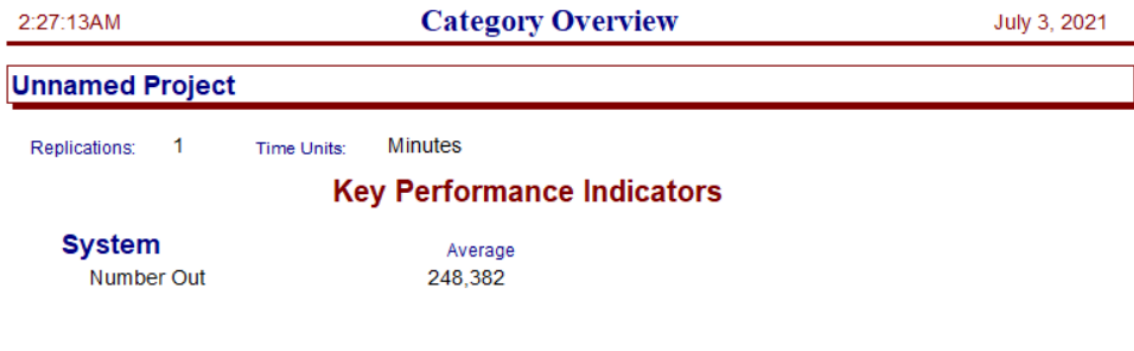 2:27:13AM Category Overview July 3, 2021
Unnamed Project
Replications: 1 Time Units: Minutes
Key Performance Indicators
System Average
Number Out 248,382